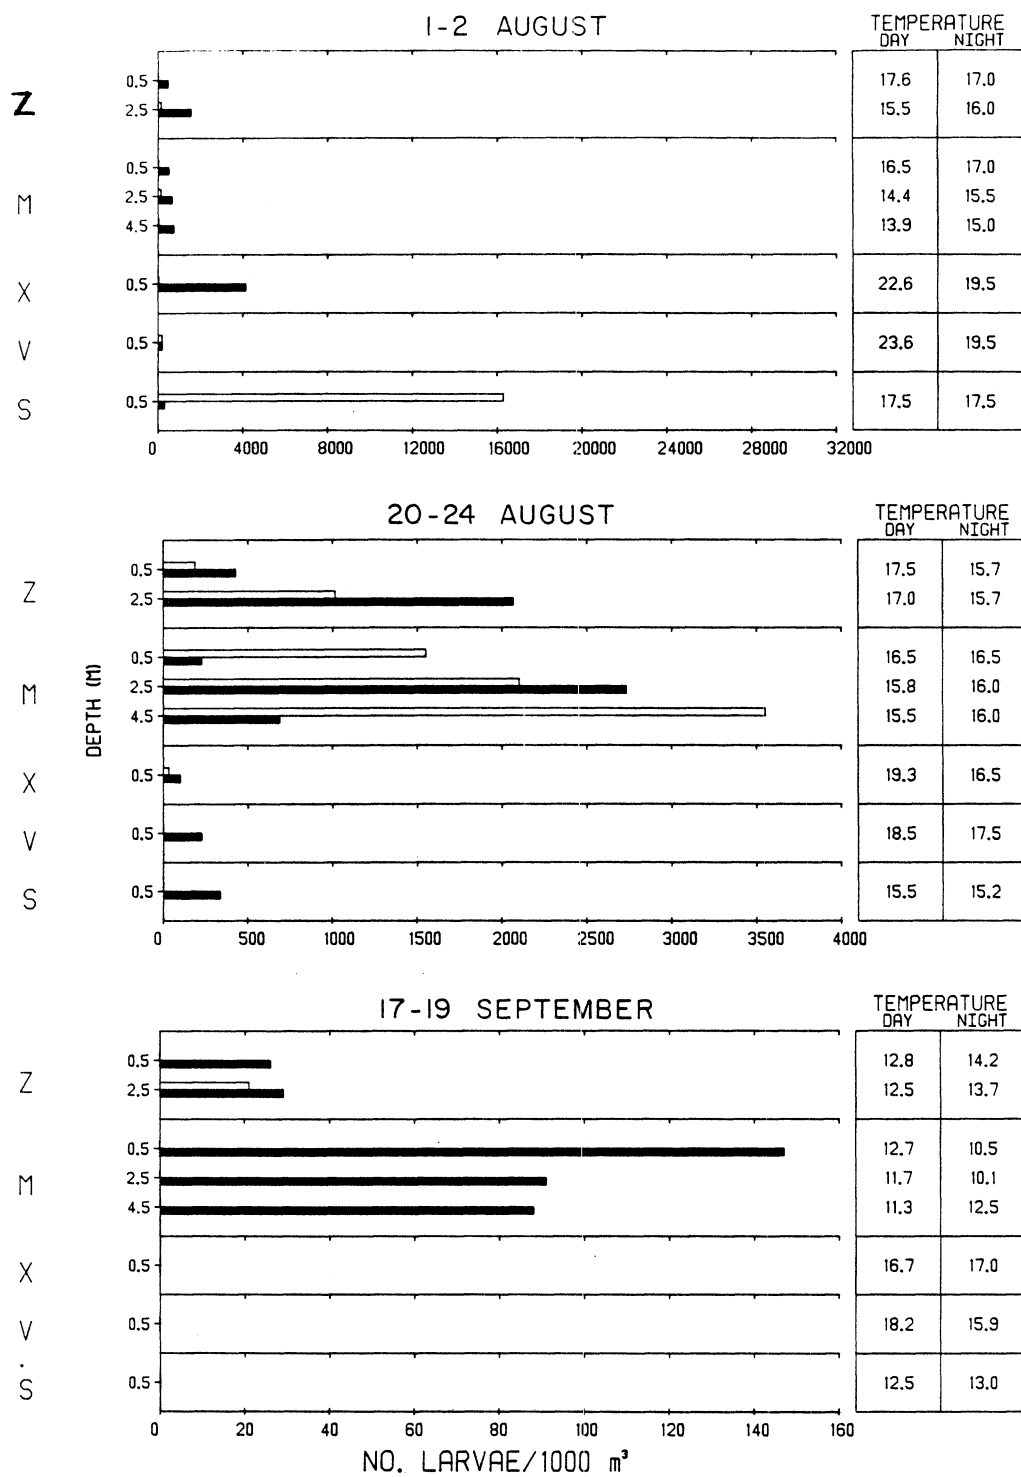 1-2 AUGUST
TEMPERATURE
DAY NIGHT
Z
0.5 17.6 17.0
2.5 15.5 16.0
M
0.5 16.5 17.0
2.5 14.4 15.5
4.5 13.9 15.0
X 0.5 22.6 19.5
V 0.5 23.6 19.5
S 0.5 17.5 17.5
0 4000 8000 12000 16000 20000 24000 28000 32000
20-24 AUGUST
TEMPERATURE
DAY NIGHT
Z
0.5 17.5 15.7
2.5 17.0 15.7
M
0.5 16.5 16.5
2.5 15.8 16.0
4.5 15.5 16.0
DEPTH (M)
X 0.5 19.3 16.5
V 0.5 18.5 17.5
S 0.5 15.5 15.2
0 500 1000 1500 2000 2500 3000 3500 4000
17-19 SEPTEMBER
TEMPERATURE
DAY NIGHT
Z
0.5 12.8 14.2
2.5 12.5 13.7
M
0.5 12.7 10.5
2.5 11.7 10.1
4.5 11.3 12.5
X 0.5 16.7 17.0
V 0.5 18.2 15.9
S 0.5 12.5 13.0
0 20 40 60 80 100 120 140 160
NO. LARVAE/1000 m³